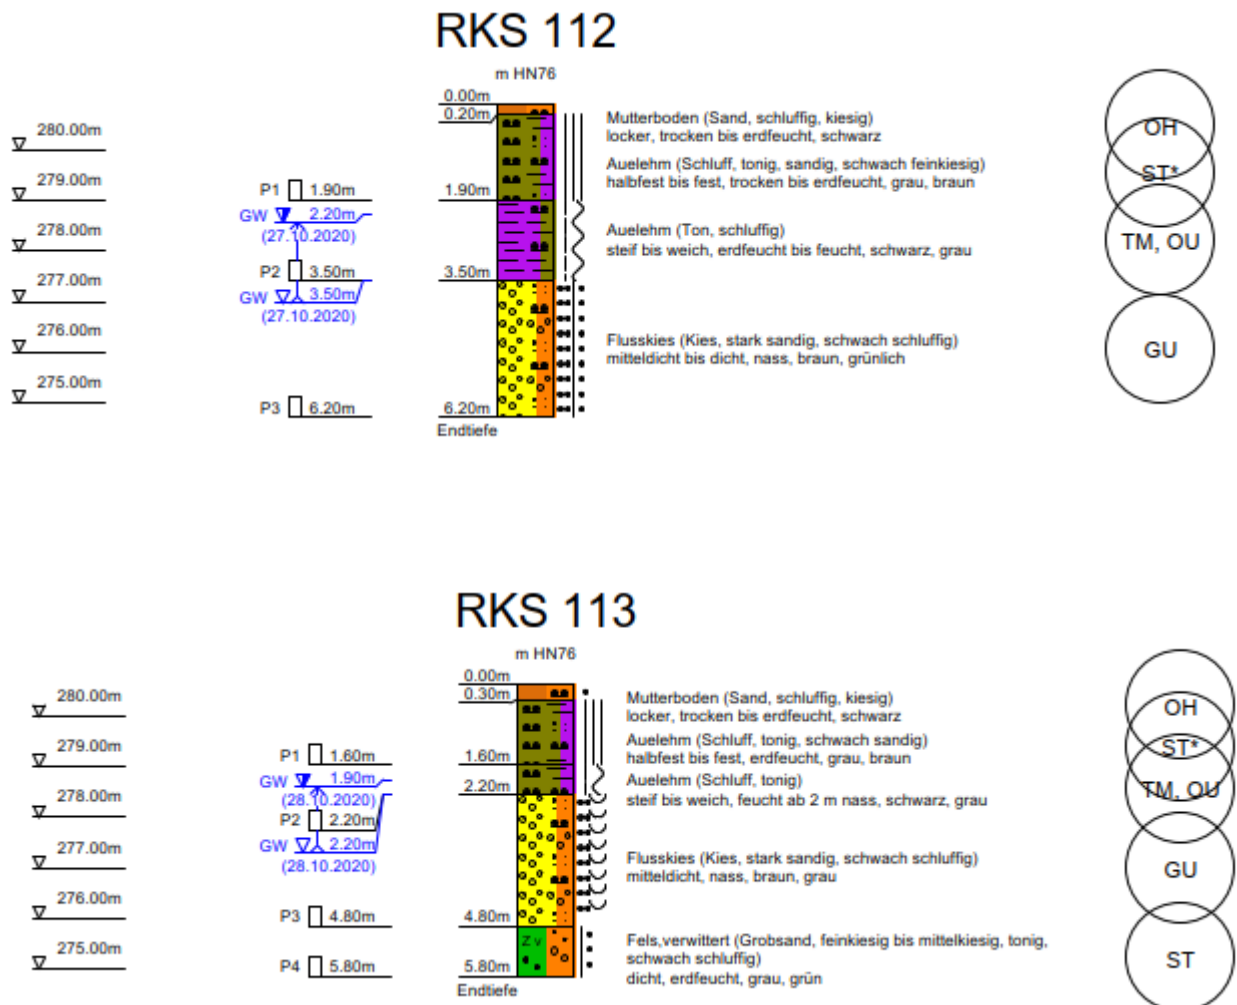 RKS 112
m HN76
0.00m
0.20m
280.00m
Mutterboden (Sand, schluffig, kiesig)
locker, trocken bis erdfeucht, schwarz
OH
279.00m
P1 1.90m
1.90m
Auelehm (Schluff, tonig, sandig, schwach feinkiesig)
halbfest bis fest, trocken bis erdfeucht, grau, braun
ST*
GW 2.20m
(27.10.2020)
278.00m
Auelehm (Ton, schluffig)
steif bis weich, erdfeucht bis feucht, schwarz, grau
TM, OU
277.00m
P2 3.50m
3.50m
GW 3.50m
(27.10.2020)
276.00m
Flusskies (Kies, stark sandig, schwach schluffig)
mitteldicht bis dicht, nass, braun, grünlich
GU
275.00m
P3 6.20m
6.20m
Endtiefe
RKS 113
m HN76
0.00m
0.30m
280.00m
Mutterboden (Sand, schluffig, kiesig)
locker, trocken bis erdfeucht, schwarz
OH
279.00m
P1 1.60m
1.60m
Auelehm (Schluff, tonig, schwach sandig)
halbfest bis fest, erdfeucht, grau, braun
ST*
GW 1.90m
(28.10.2020)
278.00m
2.20m
Auelehm (Schluff, tonig)
steif bis weich, feucht ab 2 m nass, schwarz, grau
TM, OU
P2 2.20m
277.00m
GW 2.20m
(28.10.2020)
Flusskies (Kies, stark sandig, schwach schluffig)
mitteldicht, nass, braun, grau
GU
276.00m
P3 4.80m
4.80m
275.00m
Z v
Fels,verwittert (Grobsand, feinkiesig bis mittelkiesig, tonig,
schwach schluffig)
dicht, erdfeucht, grau, grün
ST
P4 5.80m
5.80m
Endtiefe